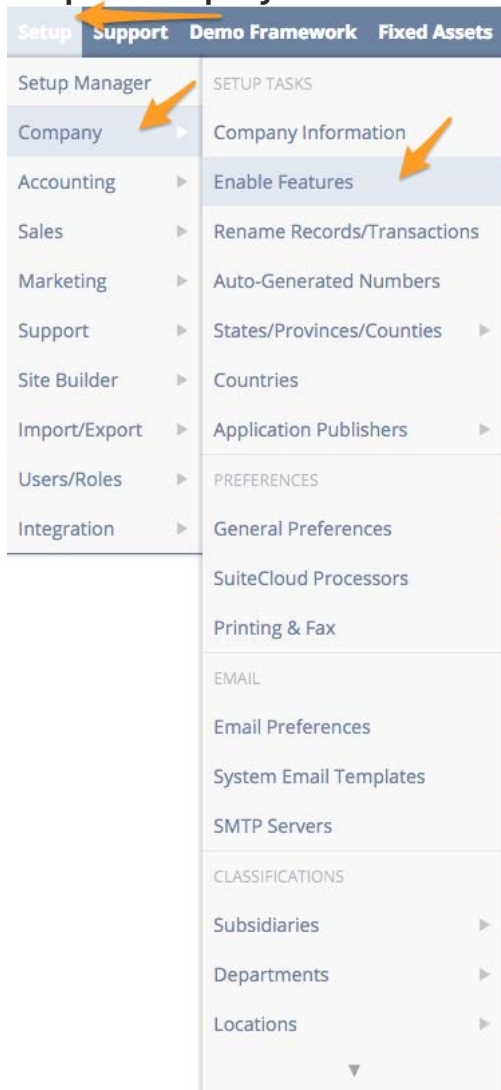 Setup Support Demo Framework Fixed Assets
Setup Manager
Company
Accounting
Sales
Marketing
Support
Site Builder
Import/Export
Users/Roles
Integration
SETUP TASKS
Company Information
Enable Features
Rename Records/Transactions
Auto-Generated Numbers
States/Provinces/Counties
Countries
Application Publishers
PREFERENCES
General Preferences
SuiteCloud Processors
Printing & Fax
EMAIL
Email Preferences
System Email Templates
SMTP Servers
CLASSIFICATIONS
Subsidiaries
Departments
Locations